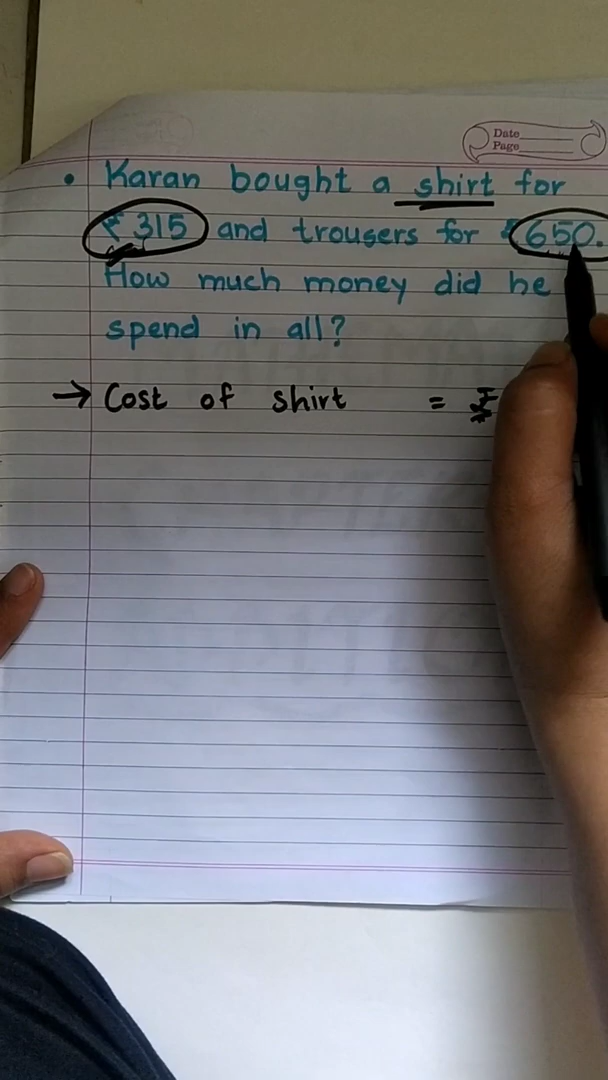 Date
Page
• Karan bought a shirt for
₹ 315 and trousers for ₹ 650.
How much money did he
spend in all?
→ Cost of shirt = ₹